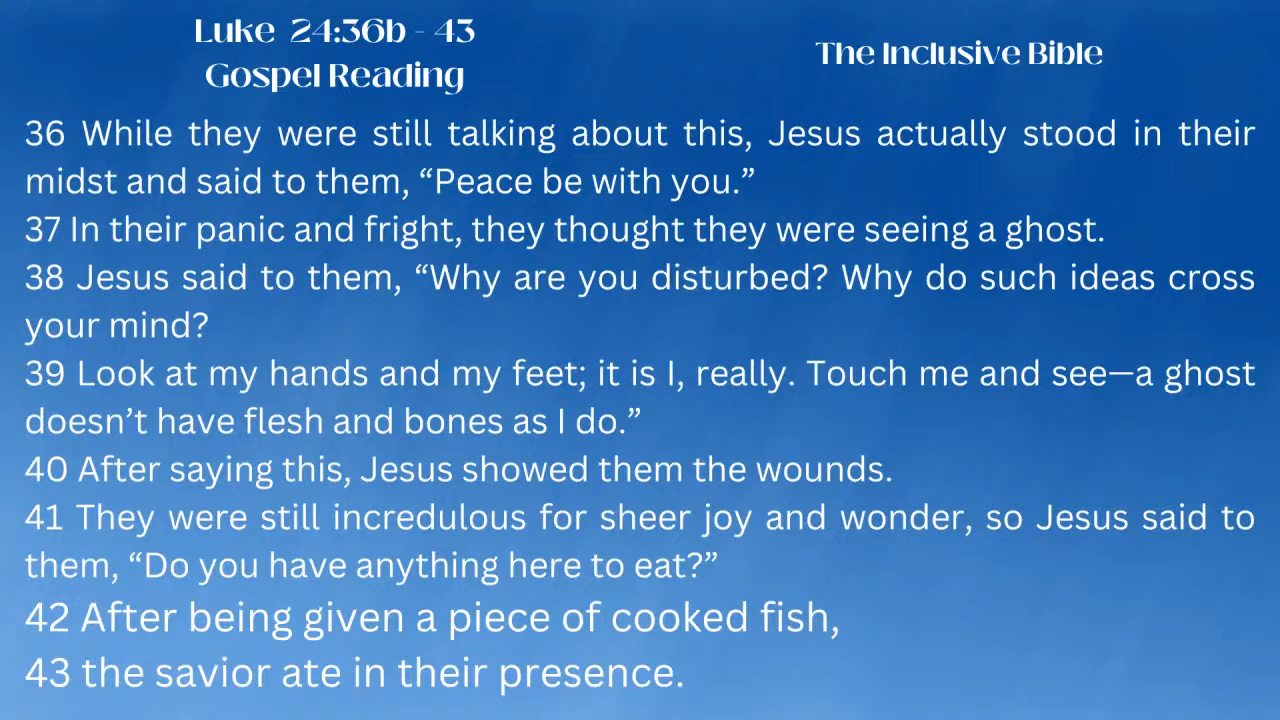 Luke 24:36b - 43
Gospel Reading
The Inclusive Bible
36 While they were still talking about this, Jesus actually stood in their
midst and said to them, “Peace be with you.”
37 In their panic and fright, they thought they were seeing a ghost.
38 Jesus said to them, “Why are you disturbed? Why do such ideas cross
your mind?
39 Look at my hands and my feet; it is I, really. Touch me and see—a ghost
doesn’t have flesh and bones as I do.”
40 After saying this, Jesus showed them the wounds.
41 They were still incredulous for sheer joy and wonder, so Jesus said to
them, “Do you have anything here to eat?”
42 After being given a piece of cooked fish,
43 the savior ate in their presence.